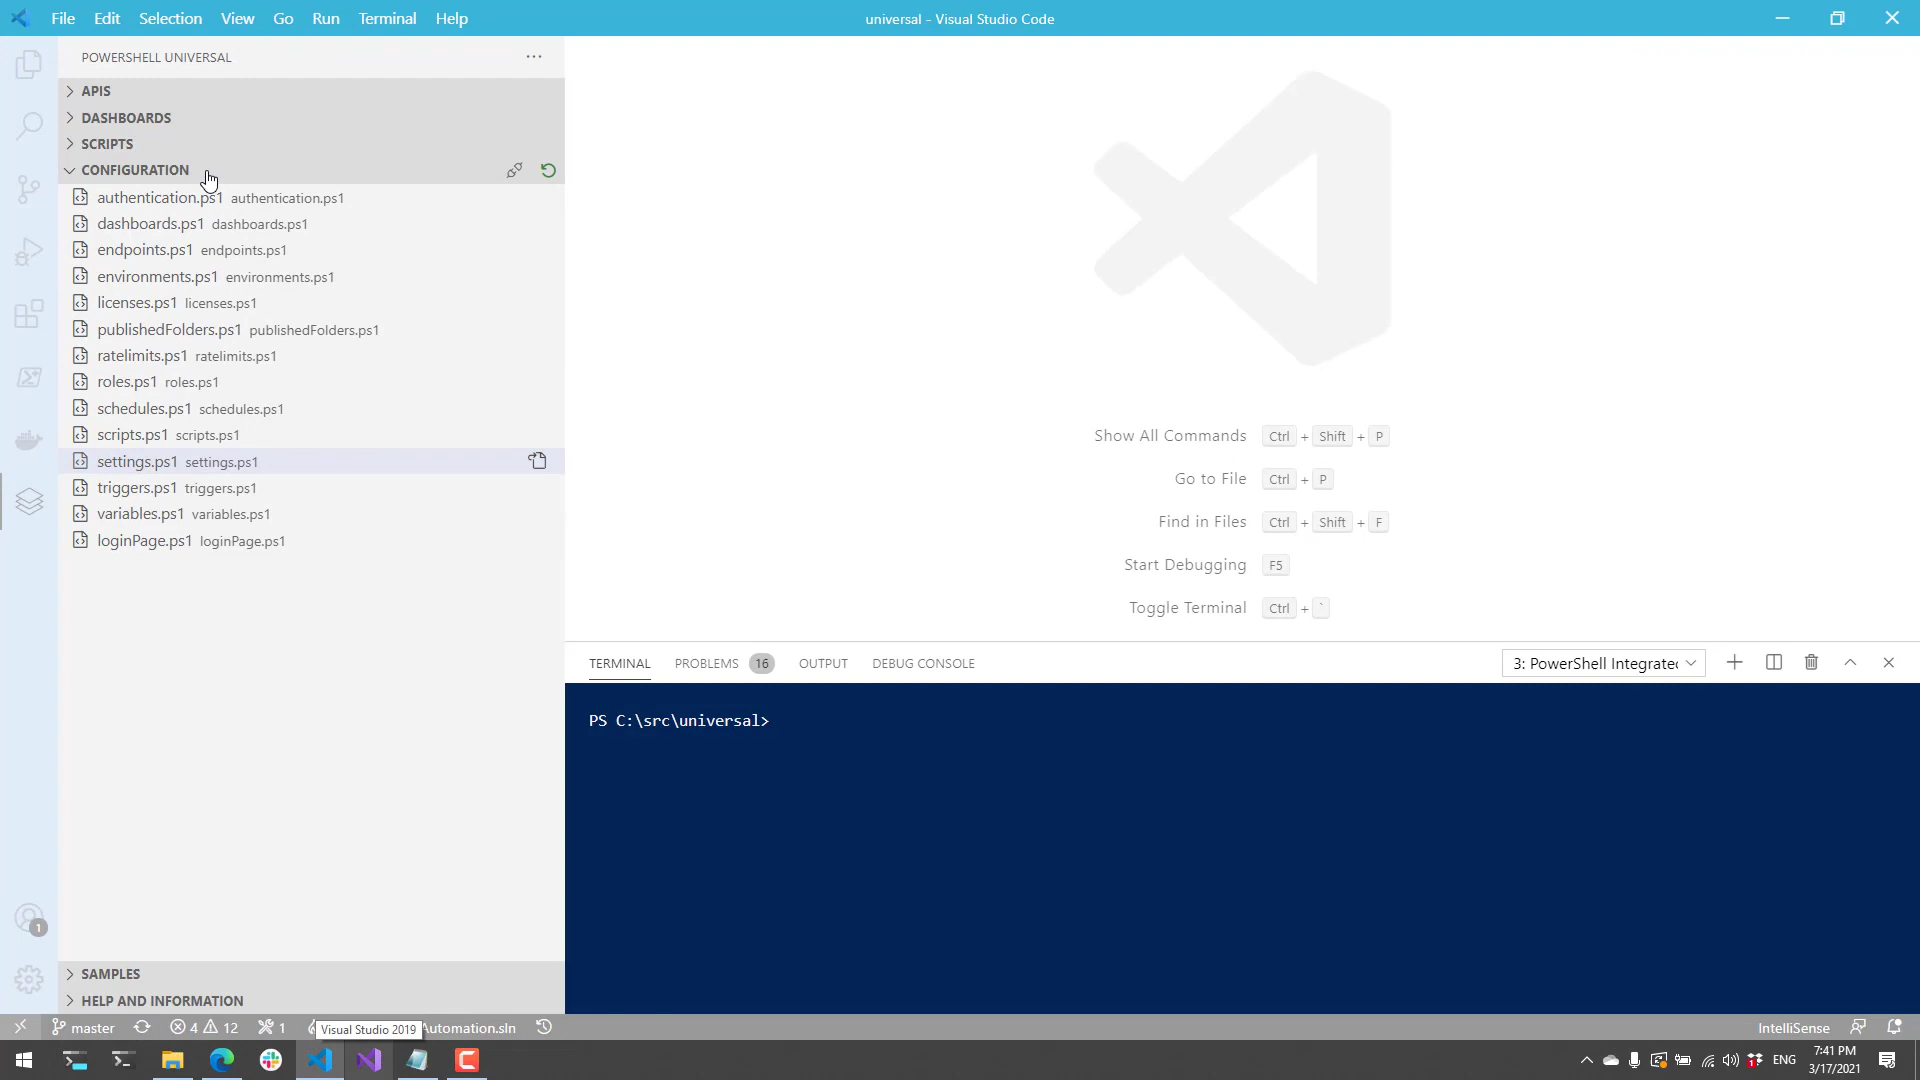 File Edit Selection View Go Run Terminal Help
universal - Visual Studio Code
POWERSHELL UNIVERSAL
APIS
DASHBOARDS
SCRIPTS
CONFIGURATION
authentication.ps1 authentication.ps1
dashboards.ps1 dashboards.ps1
endpoints.ps1 endpoints.ps1
environments.ps1 environments.ps1
licenses.ps1 licenses.ps1
publishedFolders.ps1 publishedFolders.ps1
ratelimits.ps1 ratelimits.ps1
roles.ps1 roles.ps1
schedules.ps1 schedules.ps1
scripts.ps1 scripts.ps1
settings.ps1 settings.ps1
triggers.ps1 triggers.ps1
variables.ps1 variables.ps1
loginPage.ps1 loginPage.ps1
SAMPLES
HELP AND INFORMATION
1
Show All Commands Ctrl + Shift + P
Go to File Ctrl + P
Find in Files Ctrl + Shift + F
Start Debugging F5
Toggle Terminal Ctrl + `
TERMINAL PROBLEMS 16 OUTPUT DEBUG CONSOLE
3: PowerShell Integrated
PS C:\src\universal>
master 4 12 1 Automation.sln
Visual Studio 2019
IntelliSense
ENG
7:41 PM
3/17/2021